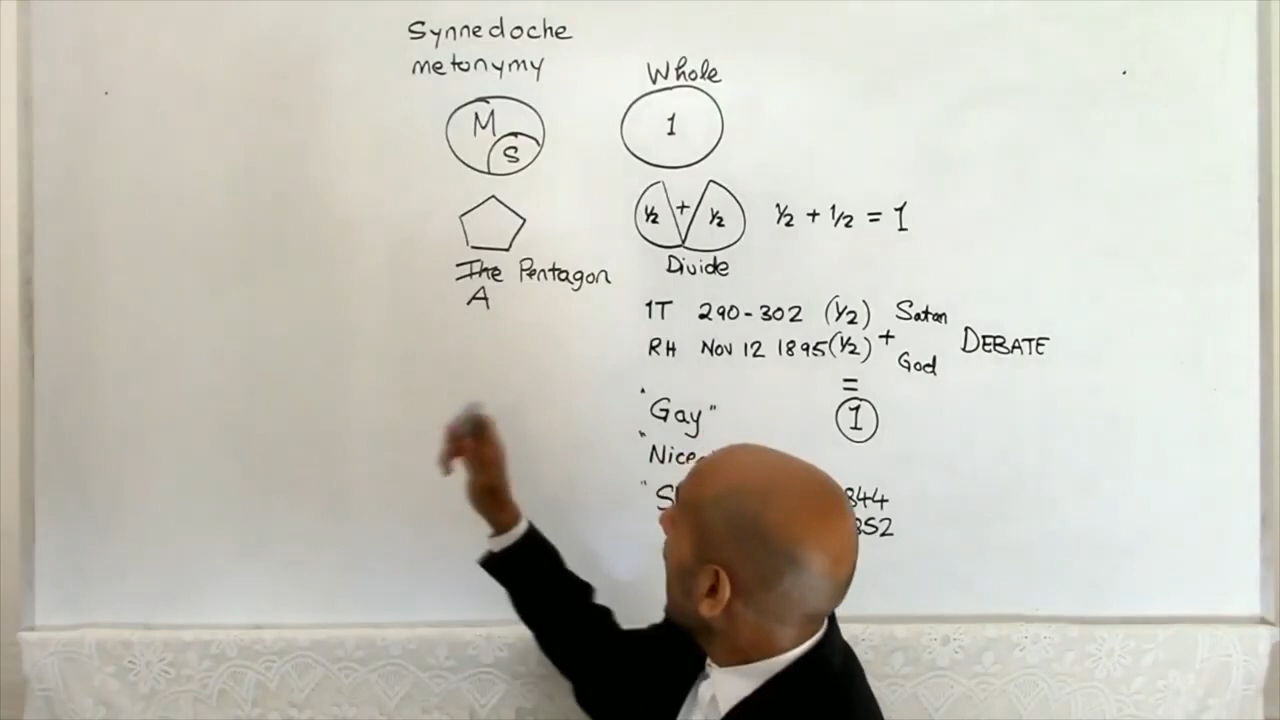 Synnedoche
metonymy
Whole
M
S
1
½ + ½
½ + 1/2 = 1
The Pentagon
A
Divide
1T 290-302 (½) Satan
+ DEBATE
RH Nov 12 1895 (½) God
=
1
"Gay"
"Nice
"S
844
852